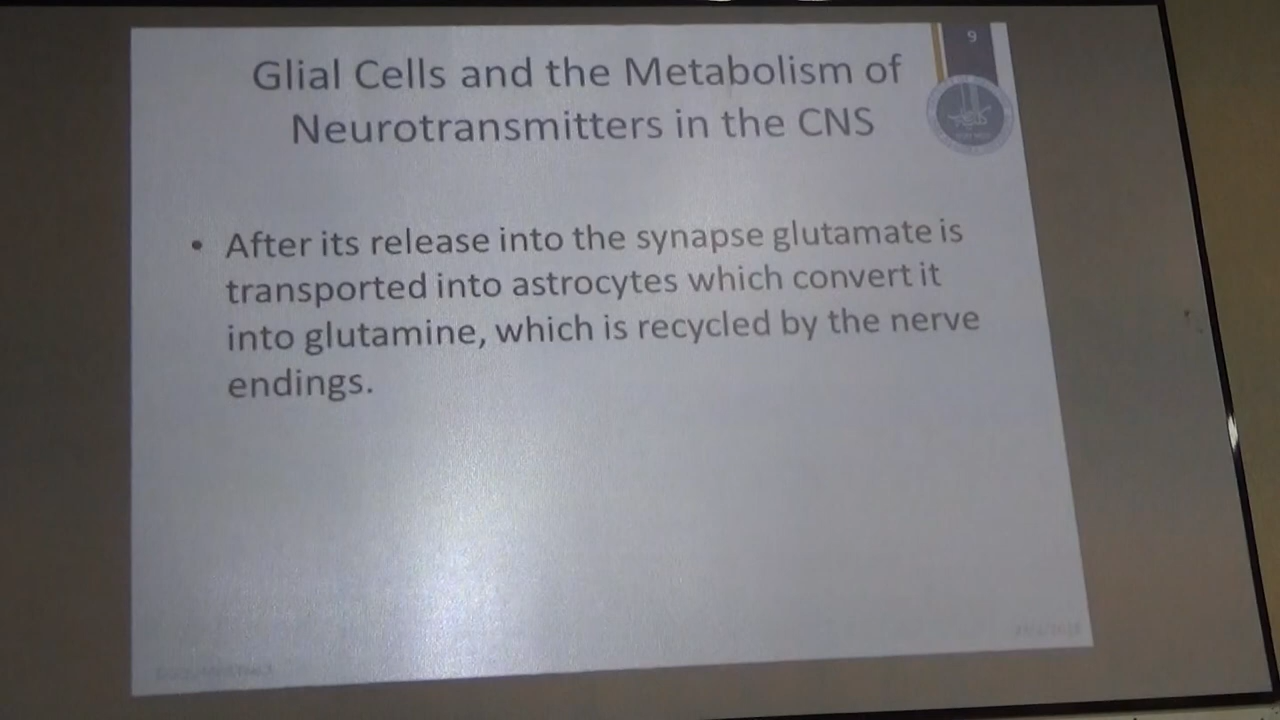 9
Glial Cells and the Metabolism of
Neurotransmitters in the CNS
• After its release into the synapse glutamate is
transported into astrocytes which convert it
into glutamine, which is recycled by the nerve
endings.